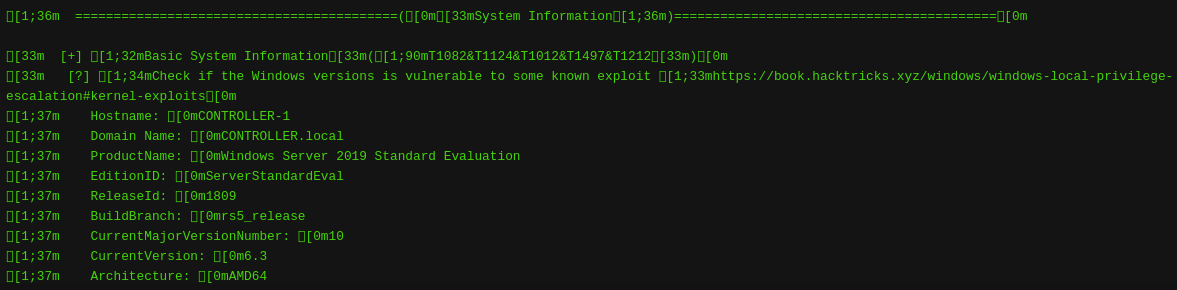 ␛[1;36m  ==========================================(␛[0m␛[33mSystem Information␛[1;36m)==========================================␛[0m
␛[33m  [+] ␛[1;32mBasic System Information␛[33m(␛[1;90mT1082&T1124&T1012&T1497&T1212␛[33m)␛[0m
␛[33m   [?] ␛[1;34mCheck if the Windows versions is vulnerable to some known exploit ␛[1;33mhttps://book.hacktricks.xyz/windows/windows-local-privilege-
escalation#kernel-exploits␛[0m
␛[1;37m    Hostname: ␛[0mCONTROLLER-1
␛[1;37m    Domain Name: ␛[0mCONTROLLER.local
␛[1;37m    ProductName: ␛[0mWindows Server 2019 Standard Evaluation
␛[1;37m    EditionID: ␛[0mServerStandardEval
␛[1;37m    ReleaseId: ␛[0m1809
␛[1;37m    BuildBranch: ␛[0mrs5_release
␛[1;37m    CurrentMajorVersionNumber: ␛[0m10
␛[1;37m    CurrentVersion: ␛[0m6.3
␛[1;37m    Architecture: ␛[0mAMD64